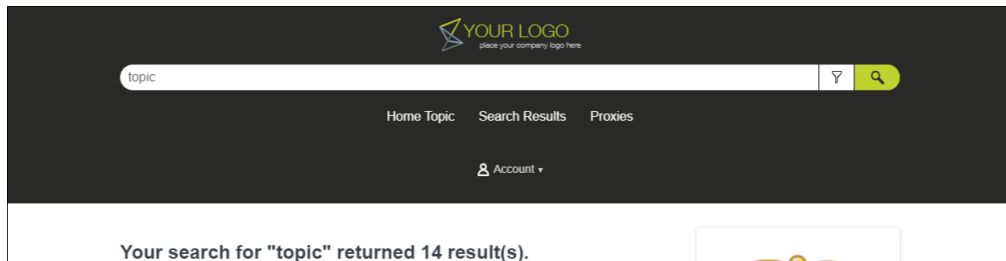 YOUR LOGO
place your company logo here
topic
Home Topic Search Results Proxies
Account
Your search for "topic" returned 14 result(s).